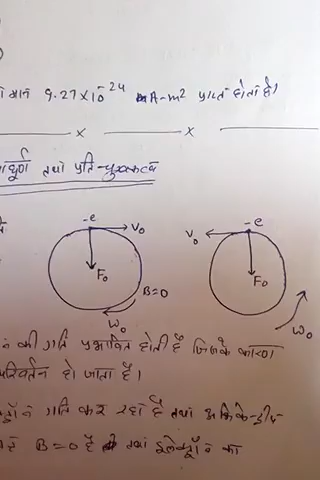 मान 9.27×10⁻²⁴ A-m² प्राप्त होता है।
× ×
तथा प्रति-चुम्बकत्व
-e -e
V₀ V₀
F₀ F₀
B=0
ω₀ ω₀
की गति प्रभावित होती है जिसके कारण
परिवर्तन हो जाता है।
गति कर रहा है तथा
B=0 है तथा इलेक्ट्रॉन का